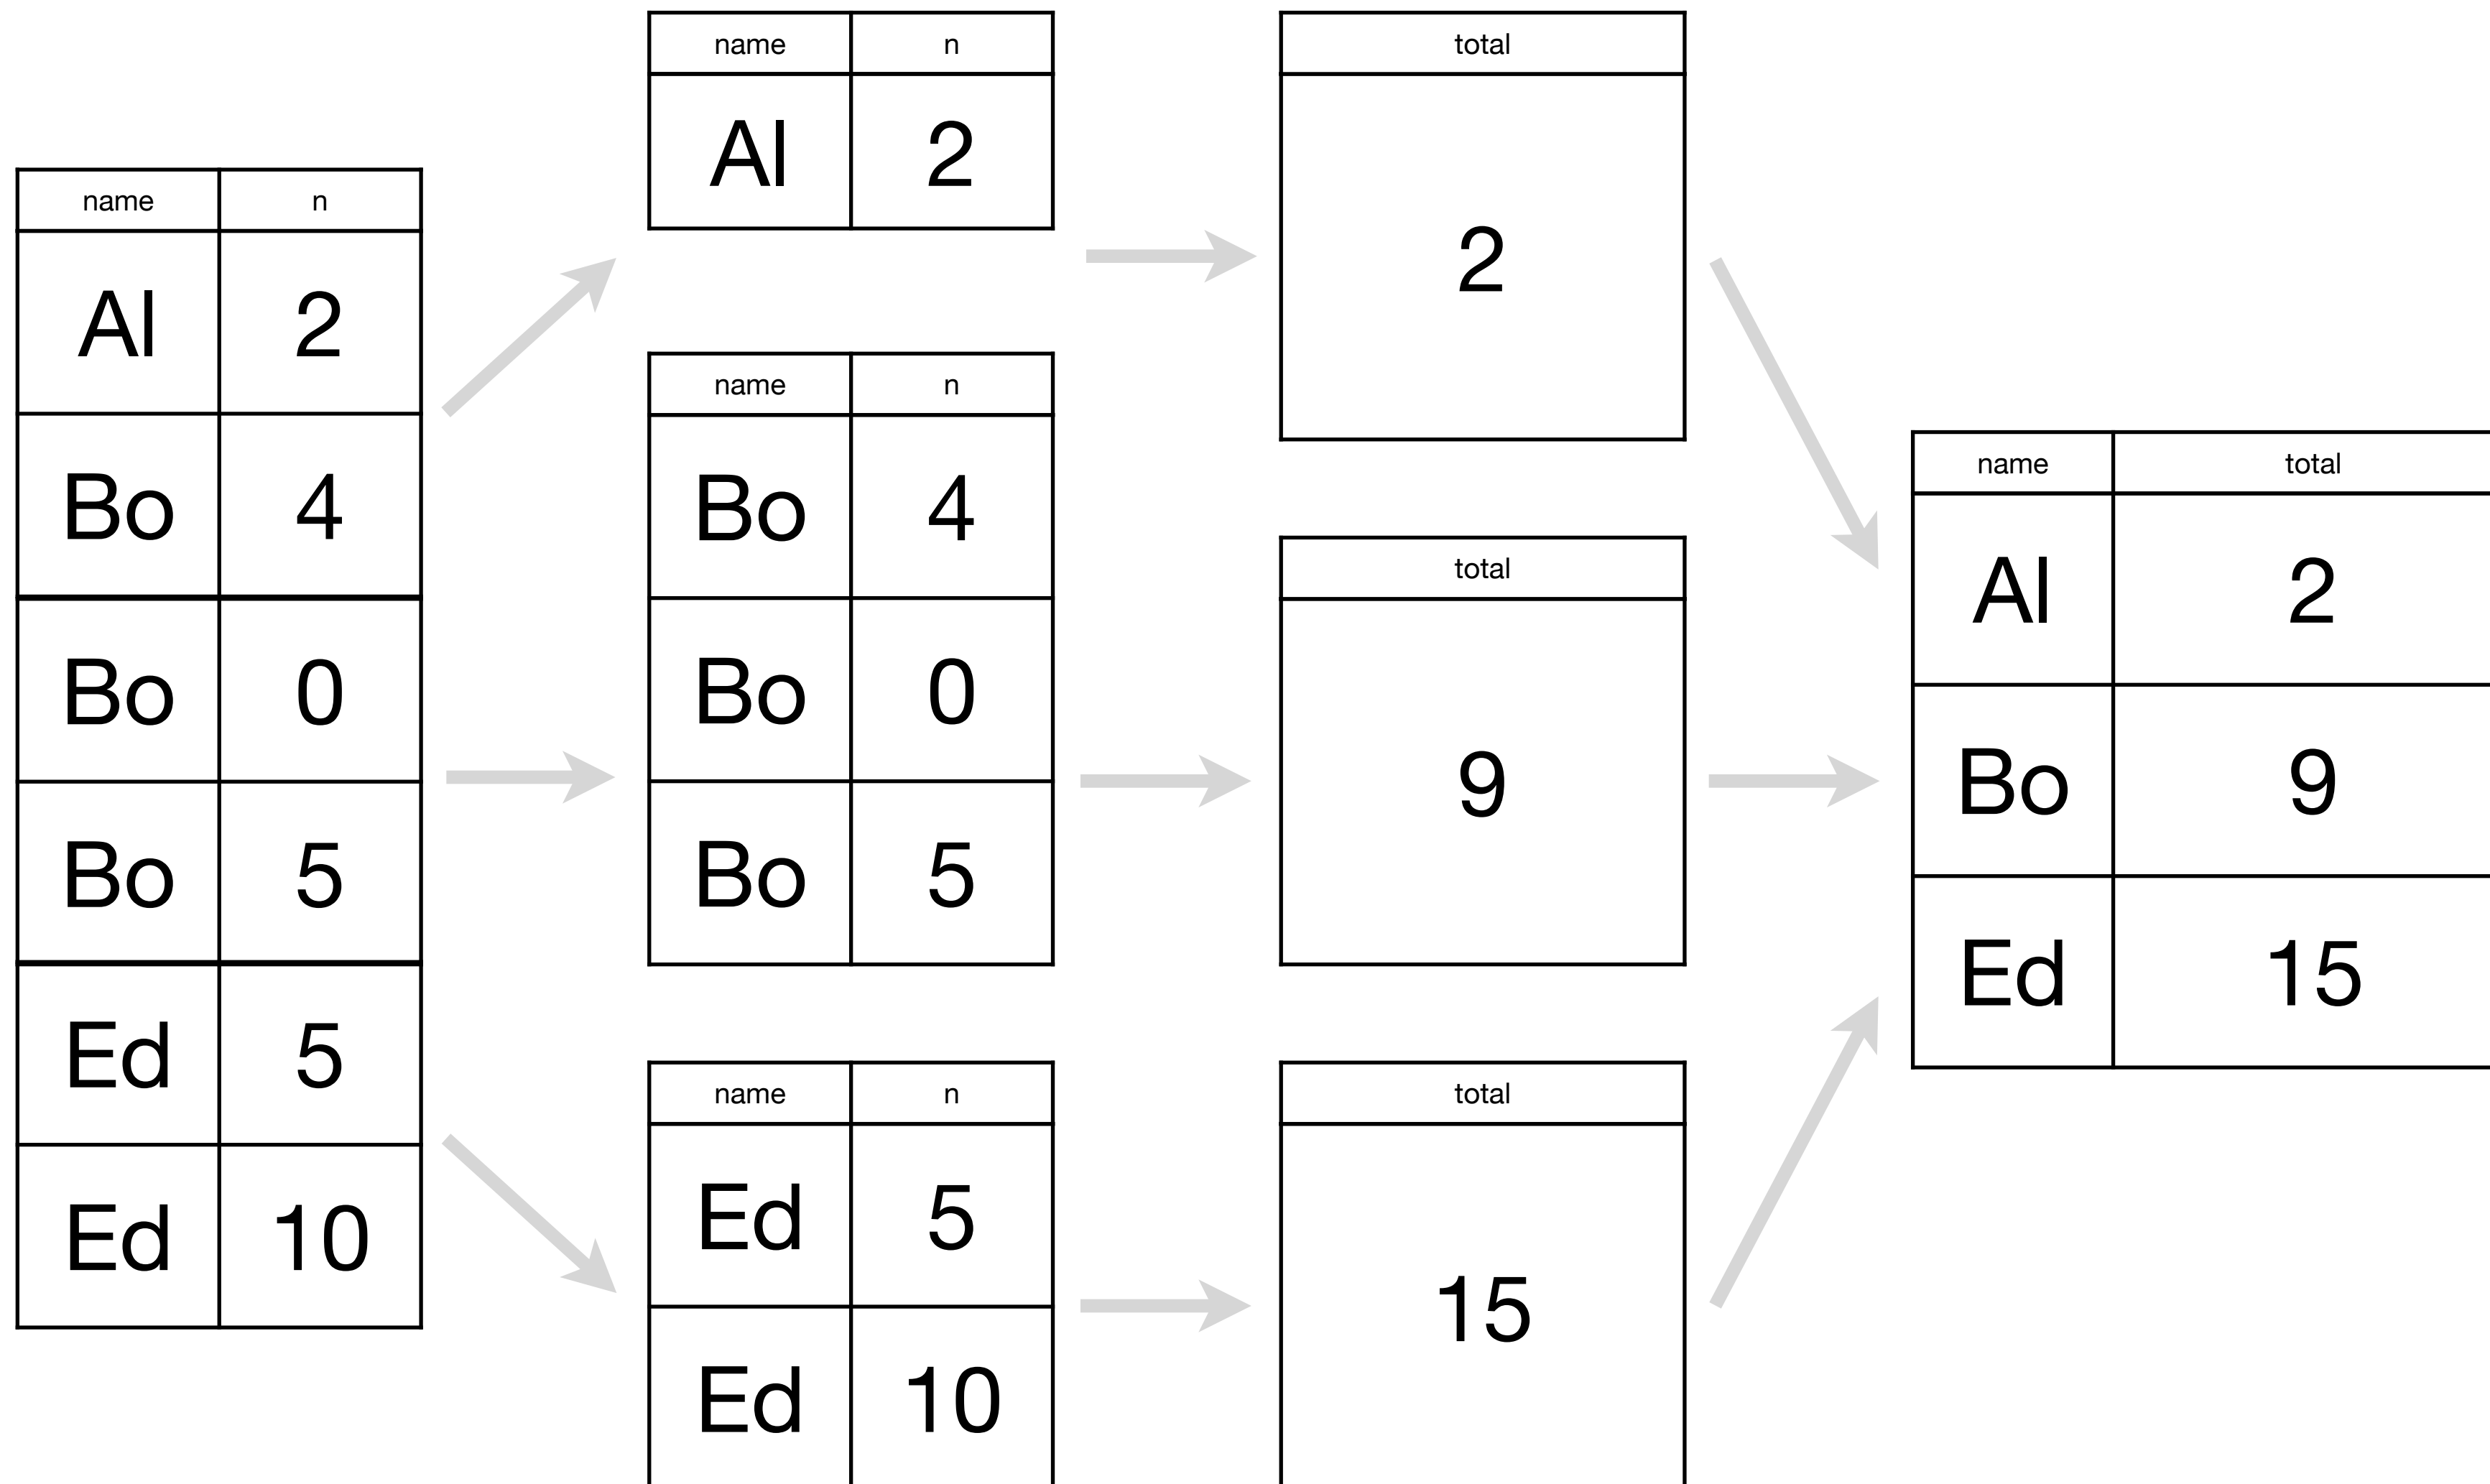 name n
Al 2
Bo 4
Bo 0
Bo 5
Ed 5
Ed 10
name n
Al 2
name n
Bo 4
Bo 0
Bo 5
name n
Ed 5
Ed 10
total
2
total
9
total
15
name total
Al 2
Bo 9
Ed 15